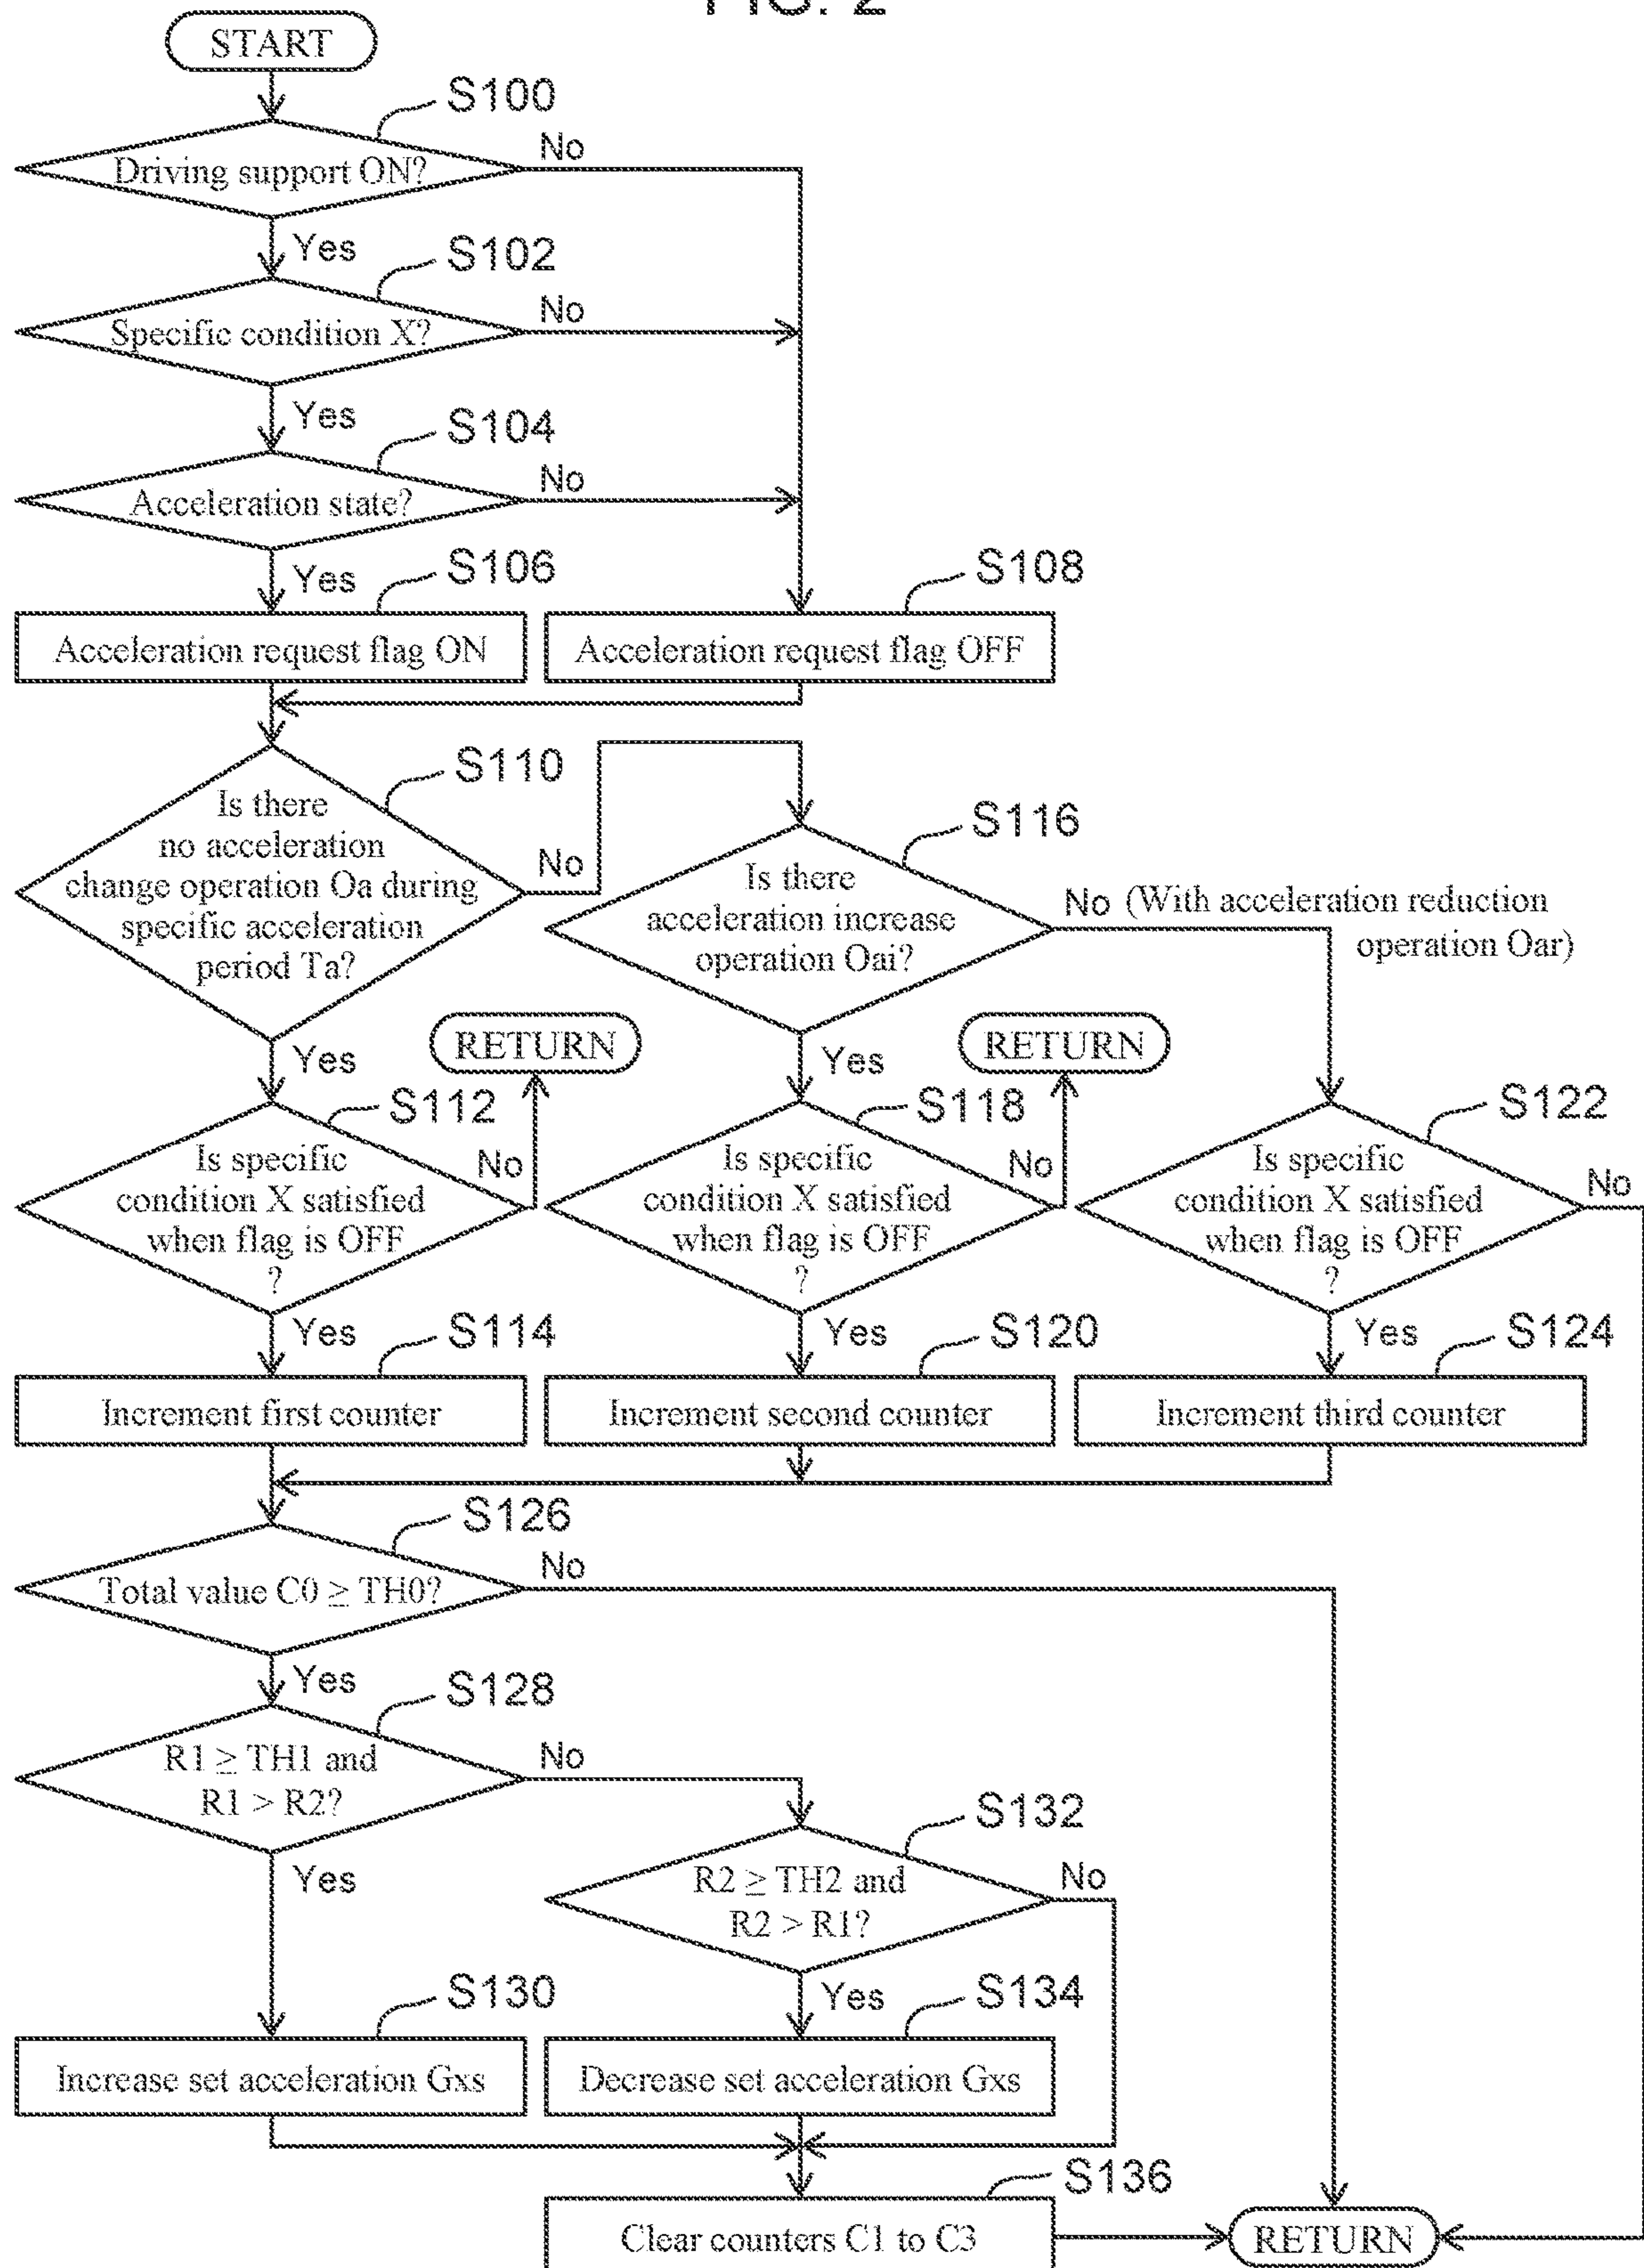 FIG. 2
START
S100
Driving support ON?
No
Yes
S102
Specific condition X?
No
Yes
S104
Acceleration state?
No
Yes
S106
S108
Acceleration request flag ON
Acceleration request flag OFF
S110
Is there
no acceleration
change operation Oa during
specific acceleration
period Ta?
No
Yes
S116
Is there
acceleration increase
operation Oai?
No (With acceleration reduction
operation Oar)
Yes
RETURN
RETURN
S112
Is specific
condition X satisfied
when flag is OFF
?
No
Yes
S118
Is specific
condition X satisfied
when flag is OFF
?
No
Yes
S122
Is specific
condition X satisfied
when flag is OFF
?
No
Yes
S114
Increment first counter
S120
Increment second counter
S124
Increment third counter
S126
Total value C0 ≥ TH0?
No
Yes
S128
R1 ≥ TH1 and
R1 > R2?
No
Yes
S132
R2 ≥ TH2 and
R2 > R1?
No
Yes
S130
Increase set acceleration Gxs
S134
Decrease set acceleration Gxs
S136
Clear counters C1 to C3
RETURN